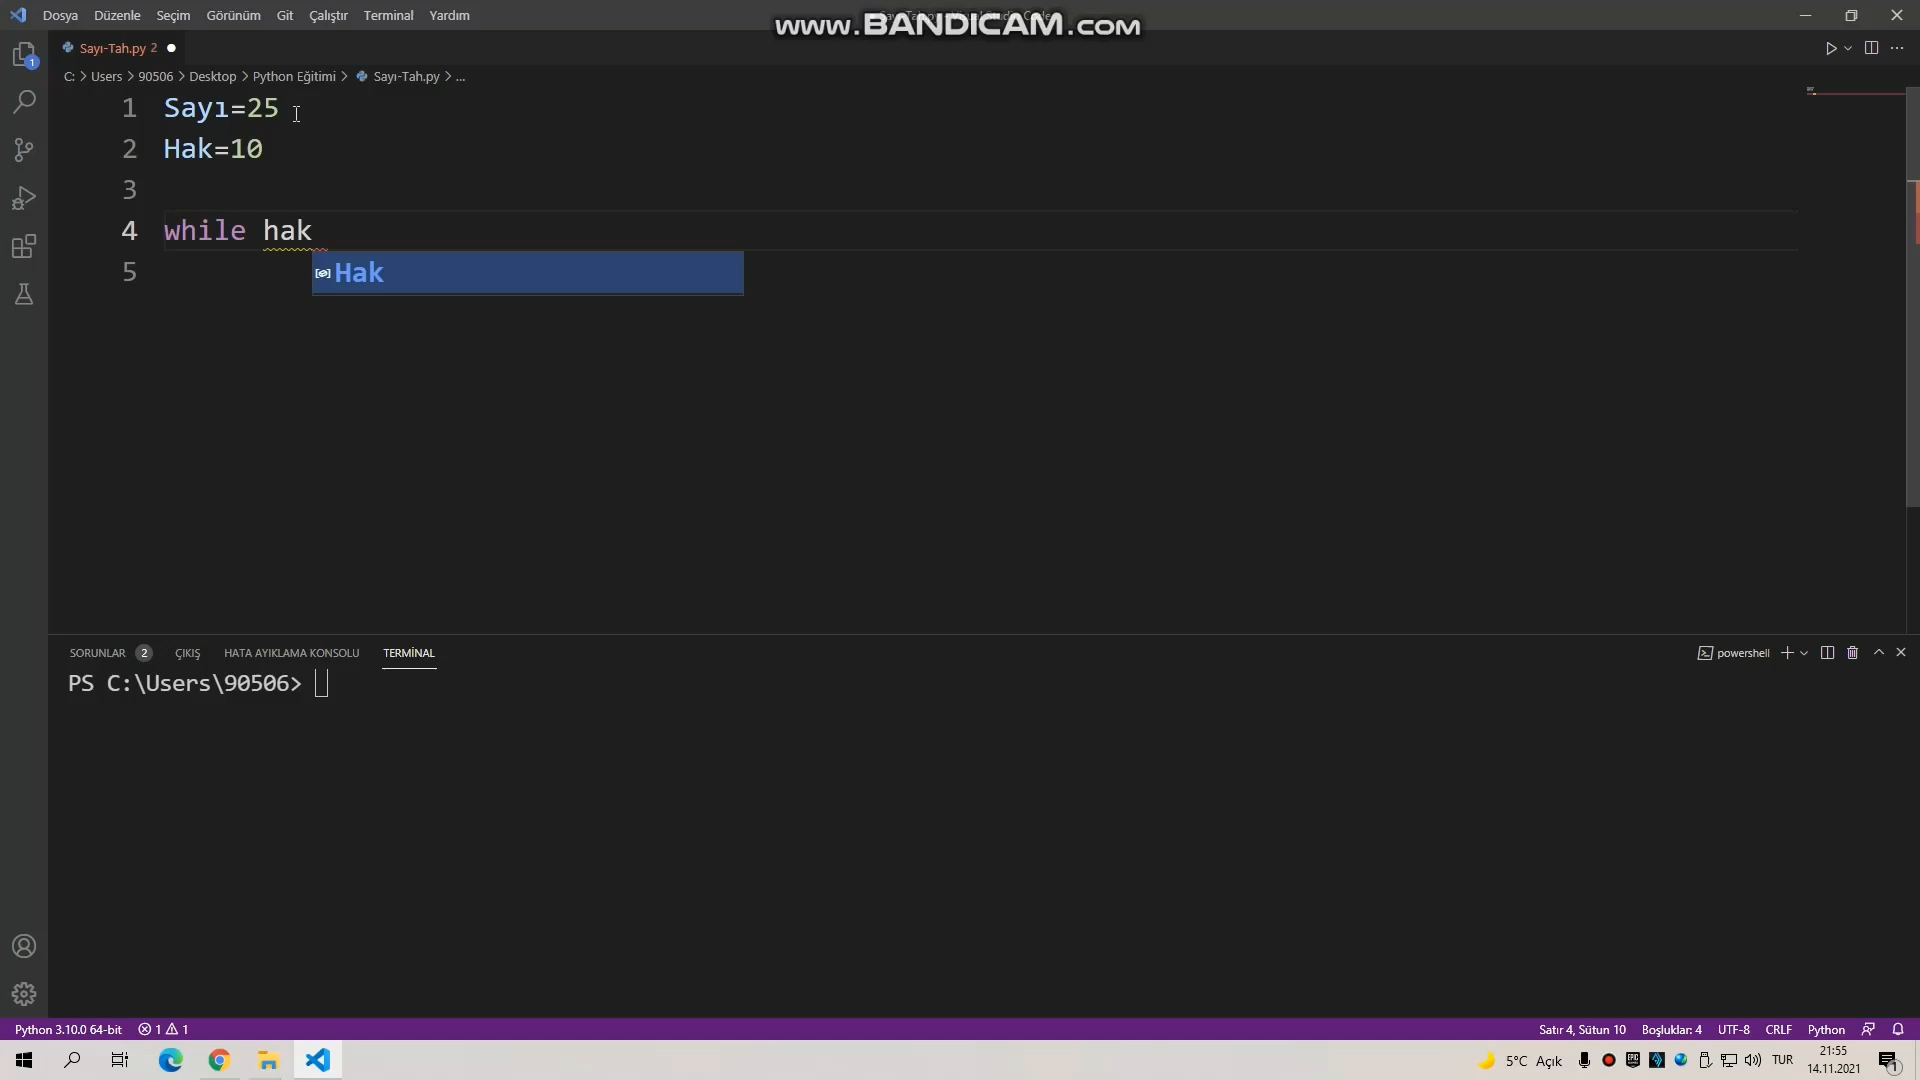 Dosya Düzenle Seçim Görünüm Git Çalıştır Terminal Yardım
www.BANDICAM.com
Sayı-Tah.py 2
C: > Users > 90506 > Desktop > Python Eğitimi > Sayı-Tah.py > ...
1 Sayı=25
2 Hak=10
3
4 while hak
Hak
5
SORUNLAR 2 ÇIKIŞ HATA AYIKLAMA KONSOLU TERMİNAL
powershell
PS C:\Users\90506>
Python 3.10.0 64-bit 1 1
Satır 4, Sütun 10 Boşluklar: 4 UTF-8 CRLF Python
5°C Açık
TUR
21:55
14.11.2021
1